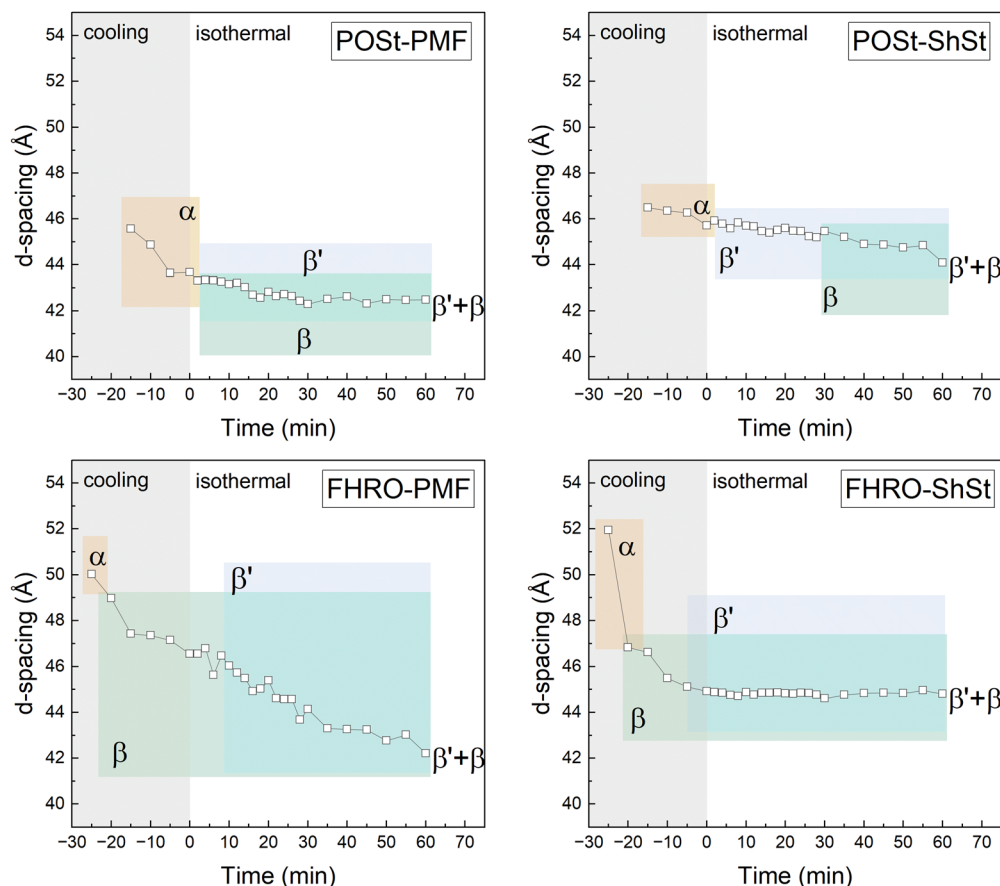 cooling isothermal POSt-PMF
54
52
50
48
46
44
42
40
d-spacing (Å)
α
β'
β
β'+β
−30 −20 −10 0 10 20 30 40 50 60 70
Time (min)
cooling isothermal POSt-ShSt
54
52
50
48
46
44
42
40
d-spacing (Å)
α
β'
β'+β
β
−30 −20 −10 0 10 20 30 40 50 60 70
Time (min)
cooling isothermal FHRO-PMF
54
52
50
48
46
44
42
40
d-spacing (Å)
α
β'
β
β'+β
−30 −20 −10 0 10 20 30 40 50 60 70
Time (min)
cooling isothermal FHRO-ShSt
54
52
50
48
46
44
42
40
d-spacing (Å)
α
β'
β
β'+β
−30 −20 −10 0 10 20 30 40 50 60 70
Time (min)